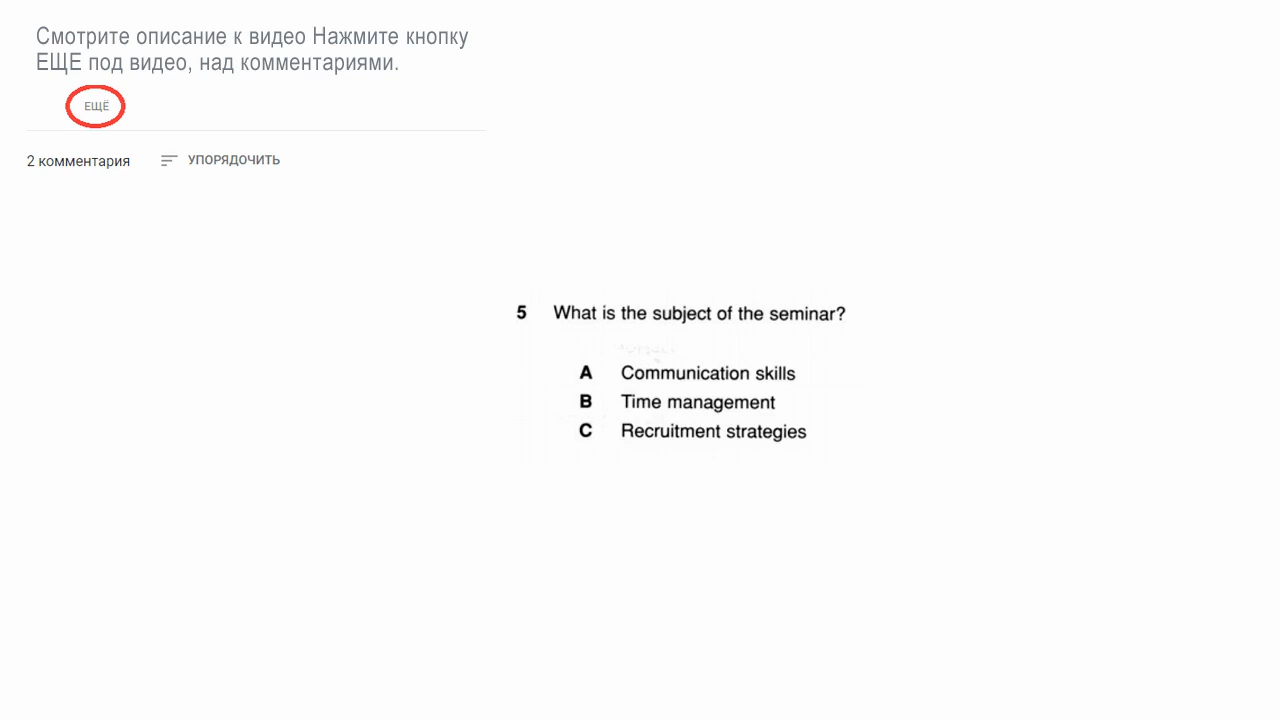 Смотрите описание к видео Нажмите кнопку
ЕЩЕ под видео, над комментариями.
ЕЩЁ
2 комментария УПОРЯДОЧИТЬ
5 What is the subject of the seminar?
A Communication skills
B Time management
C Recruitment strategies